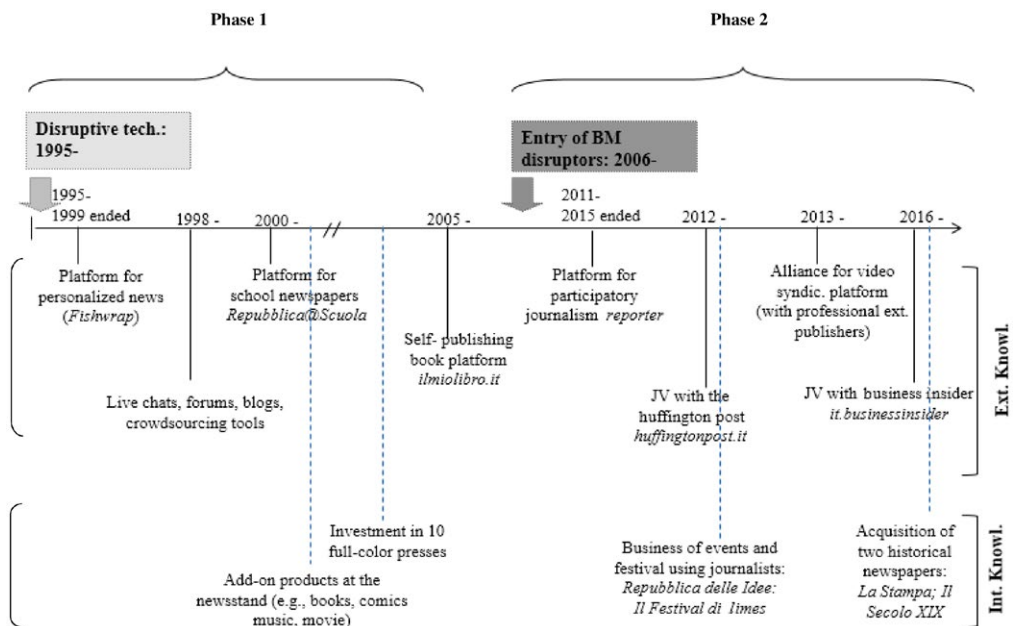 Phase 1
Phase 2
Disruptive tech.:
1995-
Entry of BM
disruptors: 2006-
1995-
1999 ended
1998 -
2000 -
2005 -
2011-
2015 ended
2012 -
2013 -
2016 -
Platform for
personalized news
(Fishwrap)
Platform for
school newspapers
Repubblica@Scuola
Platform for
participatory
journalism reporter
Alliance for video
syndic. platform
(with professional ext.
publishers)
Self- publishing
book platform
ilmiolibro.it
Live chats, forums, blogs,
crowdsourcing tools
JV with the
huffington post
huffingtonpost.it
JV with business insider
it.businessinsider
Ext. Knowl.
Investment in 10
full-color presses
Add-on products at the
newsstand (e.g., books, comics
music, movie)
Business of events and
festival using journalists:
Repubblica delle Idee:
Il Festival di limes
Acquisition of
two historical
newspapers:
La Stampa; Il
Secolo XIX
Int. Knowl.